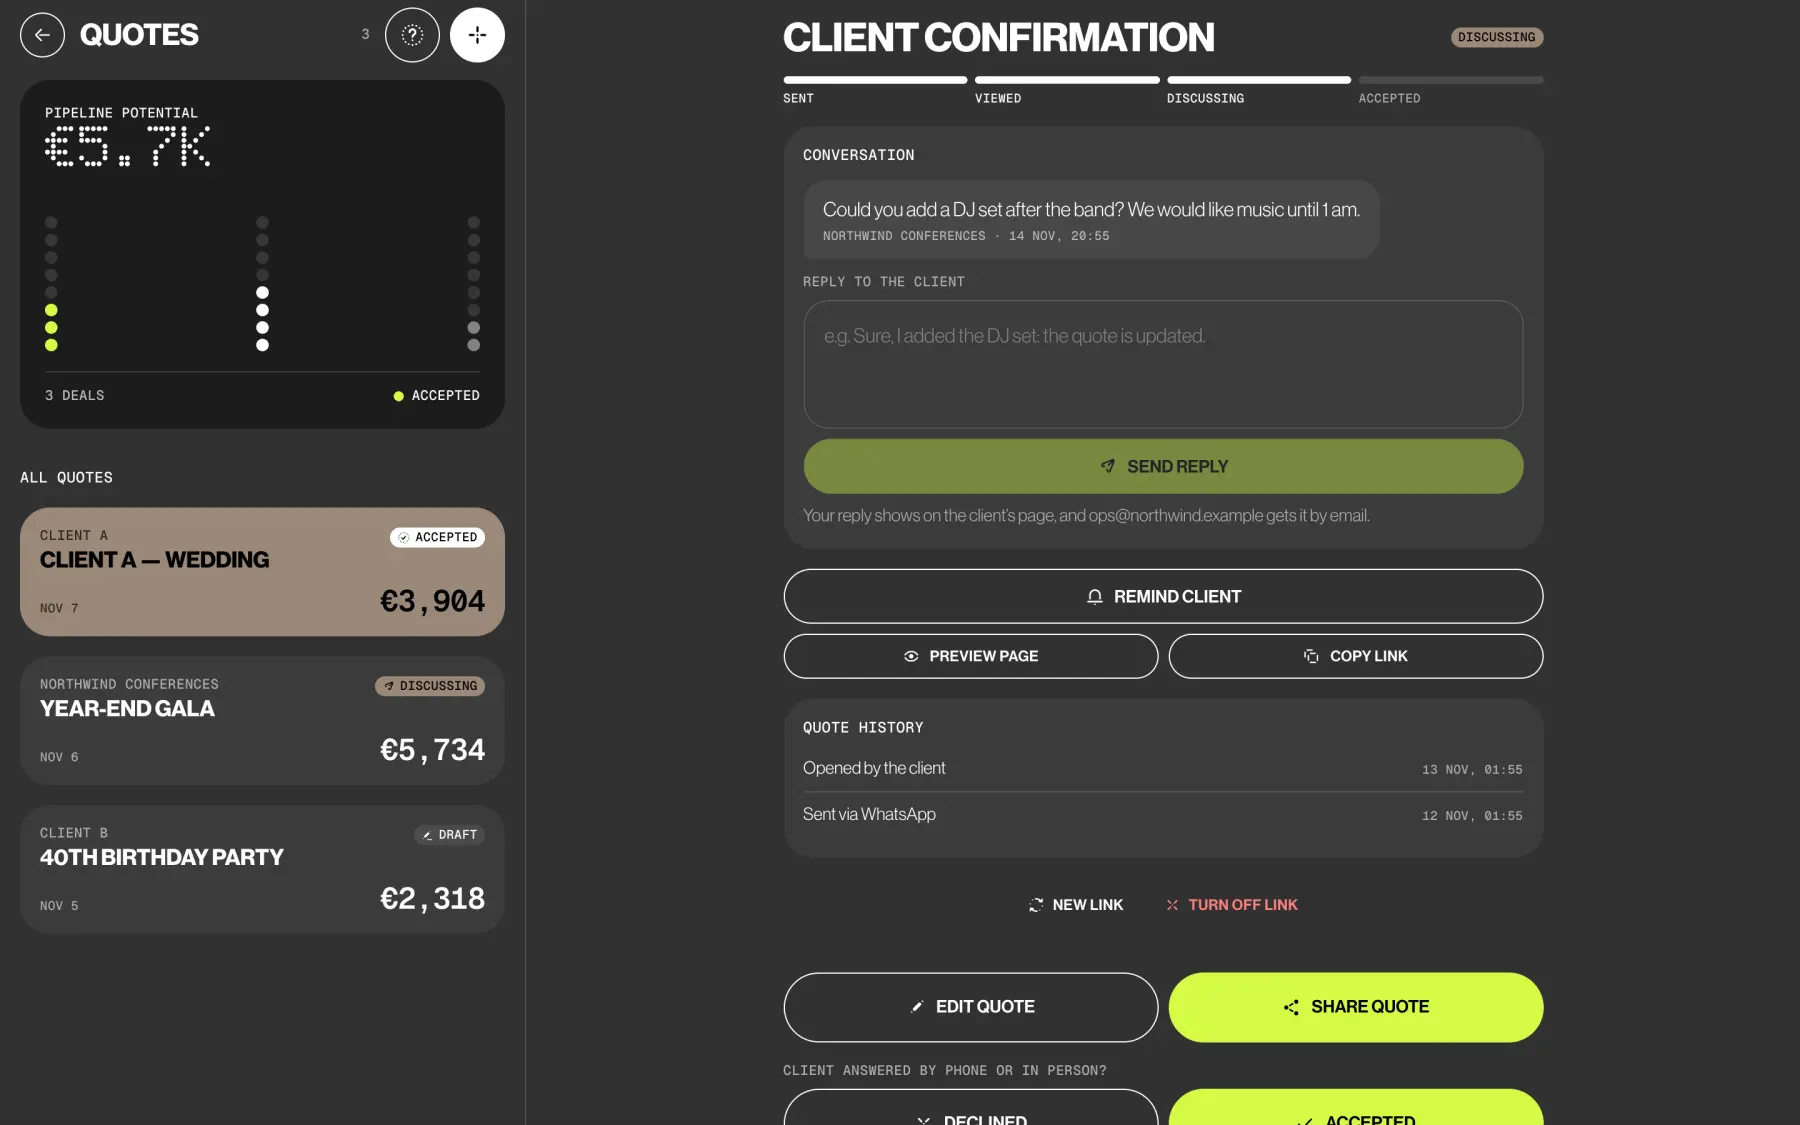 QUOTES
3
PIPELINE POTENTIAL
€5.7K
3 DEALS
ACCEPTED
ALL QUOTES
CLIENT A
ACCEPTED
CLIENT A — WEDDING
NOV 7
€3,904
NORTHWIND CONFERENCES
DISCUSSING
YEAR-END GALA
NOV 6
€5,734
CLIENT B
DRAFT
40TH BIRTHDAY PARTY
NOV 5
€2,318
CLIENT CONFIRMATION
DISCUSSING
SENT
VIEWED
DISCUSSING
ACCEPTED
CONVERSATION
Could you add a DJ set after the band? We would like music until 1 am.
NORTHWIND CONFERENCES · 14 NOV, 20:55
REPLY TO THE CLIENT
e.g. Sure, I added the DJ set: the quote is updated.
SEND REPLY
Your reply shows on the client's page, and ops@northwind.example gets it by email.
REMIND CLIENT
PREVIEW PAGE
COPY LINK
QUOTE HISTORY
Opened by the client
13 NOV, 01:55
Sent via WhatsApp
12 NOV, 01:55
NEW LINK
TURN OFF LINK
EDIT QUOTE
SHARE QUOTE
CLIENT ANSWERED BY PHONE OR IN PERSON?
DECLINED
ACCEPTED